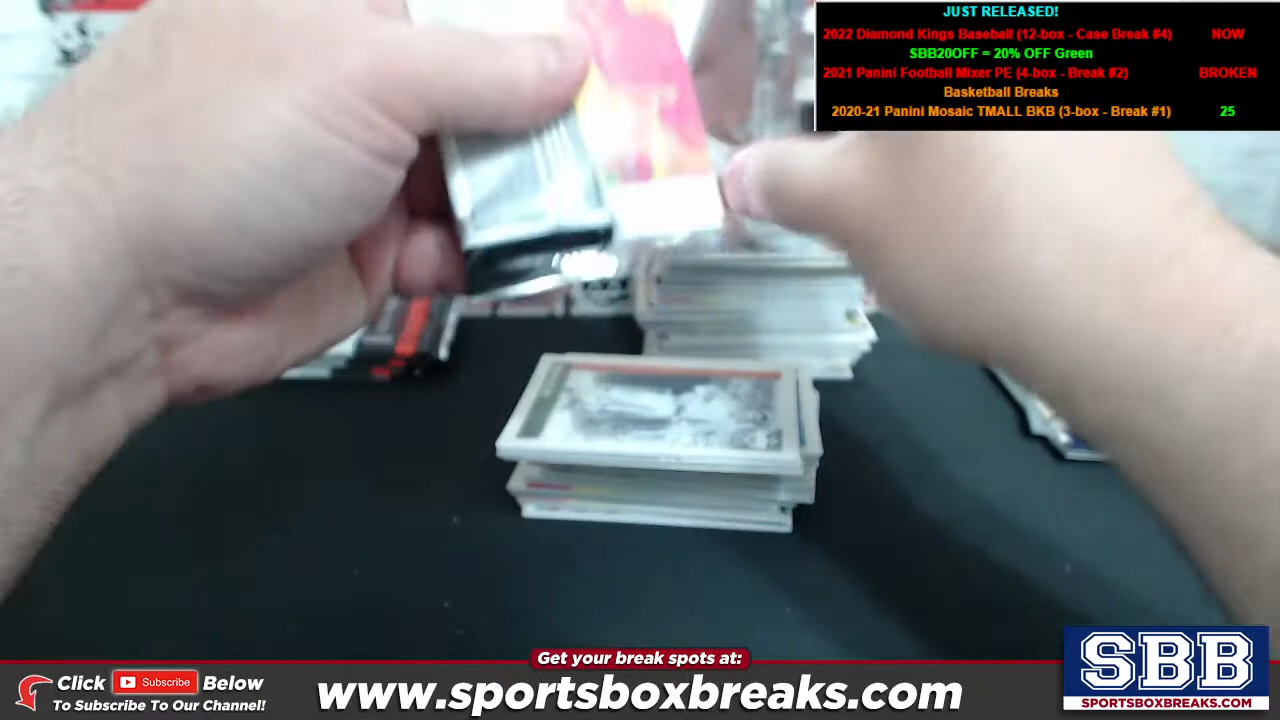 JUST RELEASED!
2022 Diamond Kings Baseball (12-box - Case Break #4) NOW
SBB20OFF = 20% OFF Green
2021 Panini Football Mixer PE (4-box - Break #2) BROKEN
Basketball Breaks
2020-21 Panini Mosaic TMALL BKB (3-box - Break #1) 25
Get your break spots at:
Click Subscribe Below
To Subscribe To Our Channel!
www.sportsboxbreaks.com
SBB
SPORTSBOXBREAKS.COM